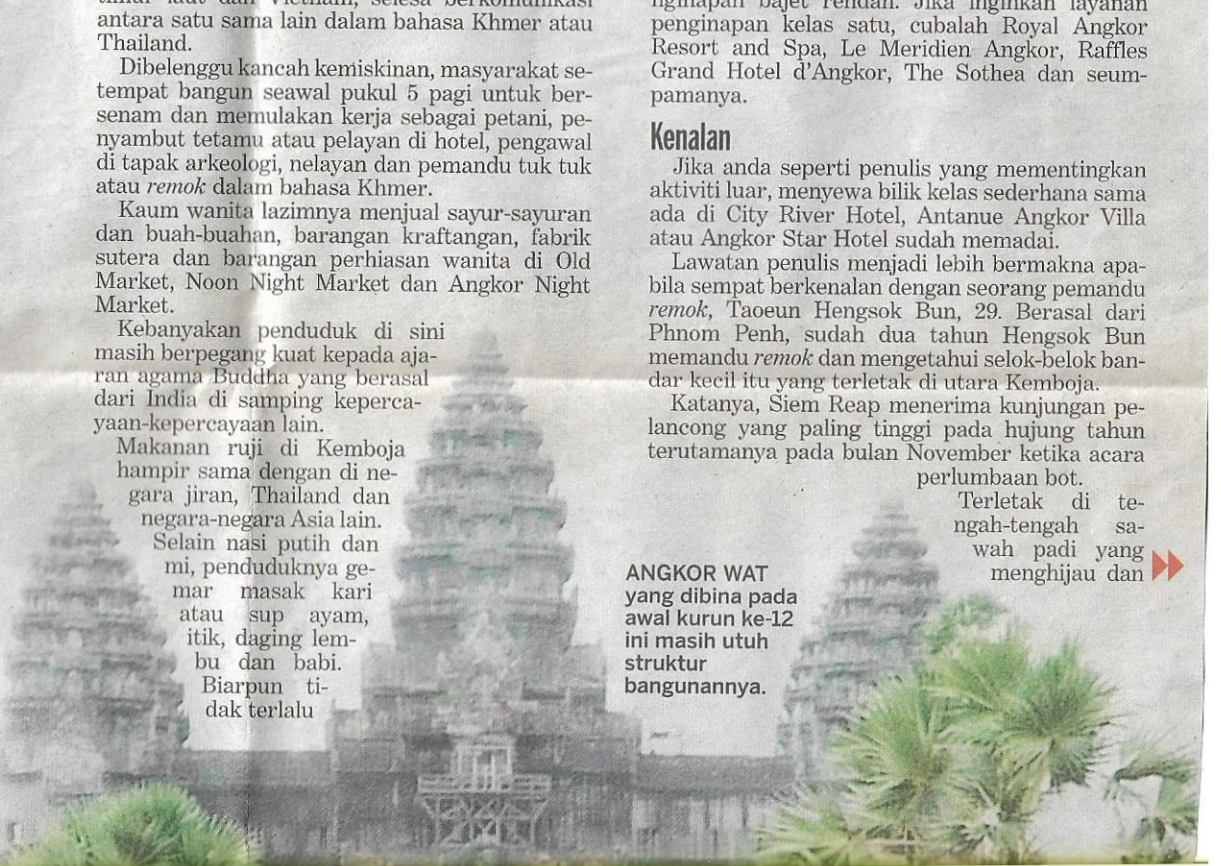 timur laut dan Vietnam, selesa berkomunikasi
antara satu sama lain dalam bahasa Khmer atau
Thailand.
Dibelenggu kancah kemiskinan, masyarakat se-
tempat bangun seawal pukul 5 pagi untuk ber-
senam dan memulakan kerja sebagai petani, pe-
nyambut tetamu atau pelayan di hotel, pengawal
di tapak arkeologi, nelayan dan pemandu tuk tuk
atau remok dalam bahasa Khmer.
Kaum wanita lazimnya menjual sayur-sayuran
dan buah-buahan, barangan kraftangan, fabrik
sutera dan barangan perhiasan wanita di Old
Market, Noon Night Market dan Angkor Night
Market.
Kebanyakan penduduk di sini
masih berpegang kuat kepada aja-
ran agama Buddha yang berasal
dari India di samping keperca-
yaan-kepercayaan lain.
Makanan ruji di Kemboja
hampir sama dengan di ne-
gara jiran, Thailand dan
negara-negara Asia lain.
Selain nasi putih dan
mi, penduduknya ge-
mar masak kari
atau sup ayam,
itik, daging lem-
bu dan babi.
Biarpun ti-
dak terlalu
nginapan bajet rendah. Jika inginkan layanan
penginapan kelas satu, cubalah Royal Angkor
Resort and Spa, Le Meridien Angkor, Raffles
Grand Hotel d'Angkor, The Sothea dan seum-
pamanya.
Kenalan
Jika anda seperti penulis yang mementingkan
aktiviti luar, menyewa bilik kelas sederhana sama
ada di City River Hotel, Antanue Angkor Villa
atau Angkor Star Hotel sudah memadai.
Lawatan penulis menjadi lebih bermakna apa-
bila sempat berkenalan dengan seorang pemandu
remok, Taoeun Hengsok Bun, 29. Berasal dari
Phnom Penh, sudah dua tahun Hengsok Bun
memandu remok dan mengetahui selok-belok ban-
dar kecil itu yang terletak di utara Kemboja.
Katanya, Siem Reap menerima kunjungan pe-
lancong yang paling tinggi pada hujung tahun
terutamanya pada bulan November ketika acara
perlumbaan bot.
Terletak di te-
ngah-tengah sa-
wah padi yang
menghijau dan
ANGKOR WAT
yang dibina pada
awal kurun ke-12
ini masih utuh
struktur
bangunannya.